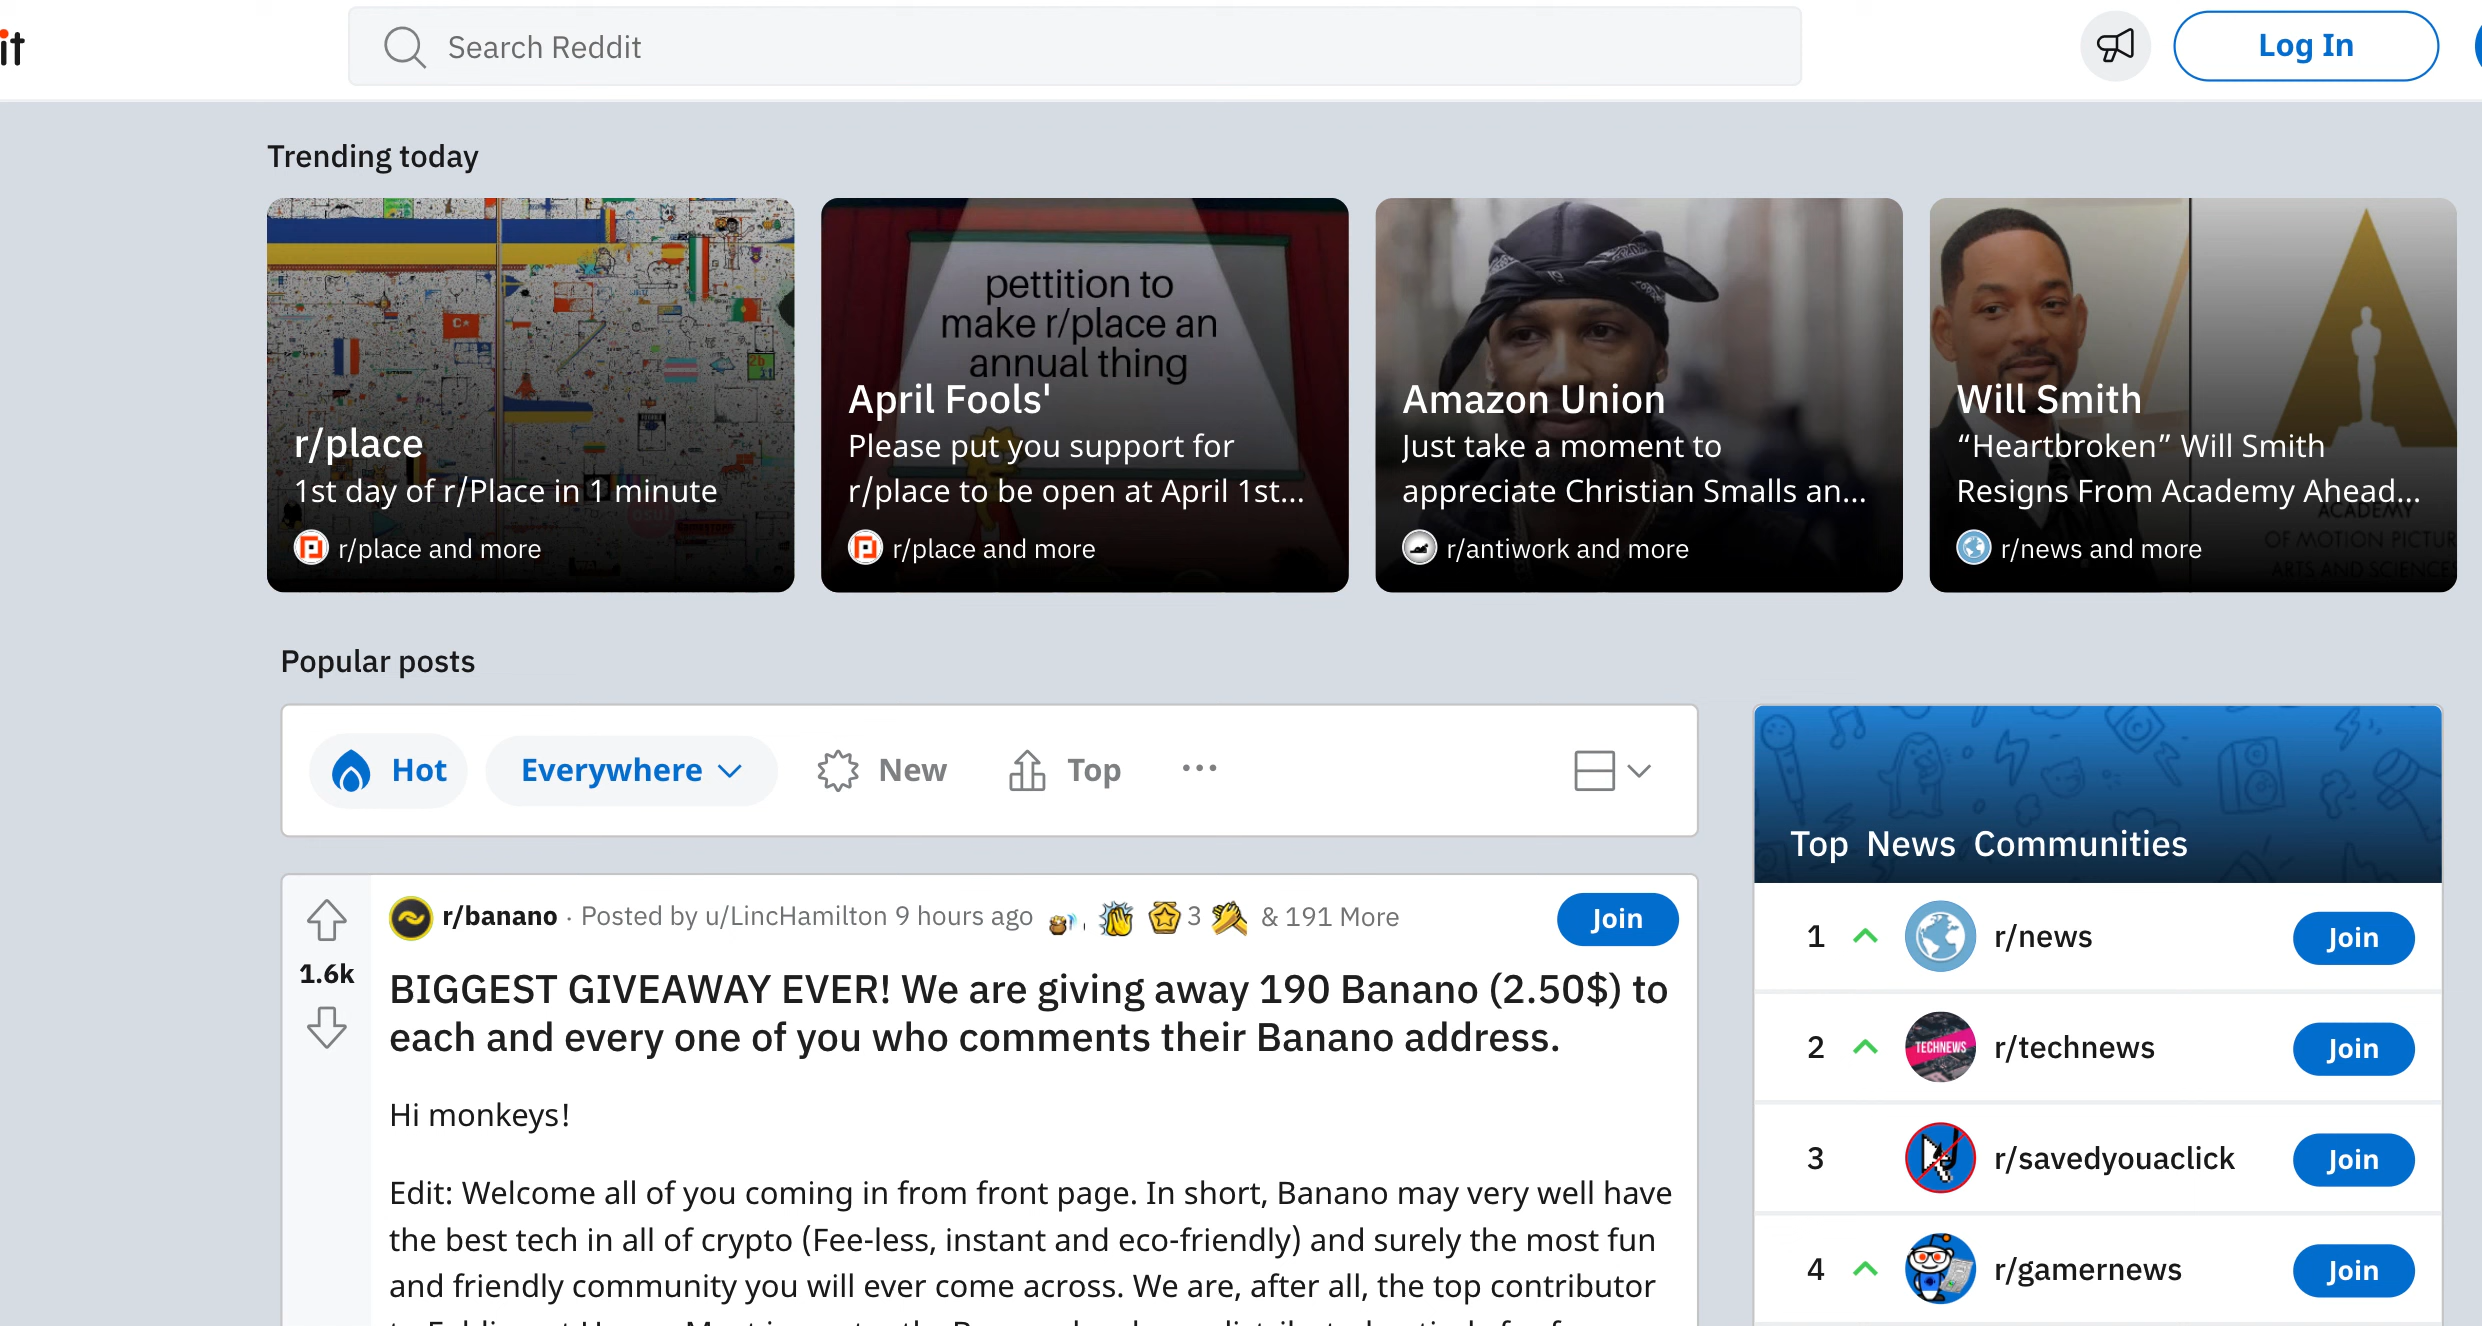 it
Search Reddit
Log In
Trending today
r/place
1st day of r/Place in 1 minute
r/place and more
pettition to
make r/place an
annual thing
April Fools'
Please put you support for
r/place to be open at April 1st...
r/place and more
Amazon Union
Just take a moment to
appreciate Christian Smalls an...
r/antiwork and more
Will Smith
“Heartbroken” Will Smith
Resigns From Academy Ahead...
ACADEMY
OF MOTION PICTUR
ARTS AND SCIENCES
r/news and more
Popular posts
Hot
Everywhere
New
Top
...
1.6k
r/banano · Posted by u/LincHamilton 9 hours ago 3 & 191 More
Join
BIGGEST GIVEAWAY EVER! We are giving away 190 Banano (2.50$) to
each and every one of you who comments their Banano address.
Hi monkeys!
Edit: Welcome all of you coming in from front page. In short, Banano may very well have
the best tech in all of crypto (Fee-less, instant and eco-friendly) and surely the most fun
and friendly community you will ever come across. We are, after all, the top contributor
Top News Communities
1 r/news Join
2 TECHNEWS r/technews Join
3 r/savedyouaclick Join
4 r/gamernews Join